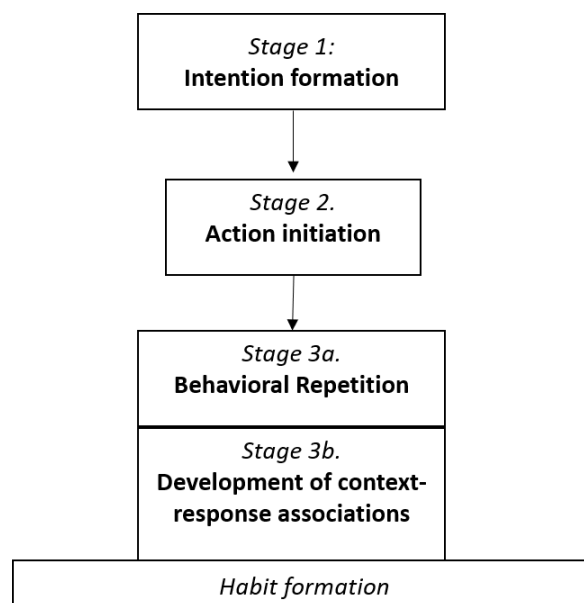 Stage 1:
Intention formation
Stage 2.
Action initiation
Stage 3a.
Behavioral Repetition
Stage 3b.
Development of context-
response associations
Habit formation